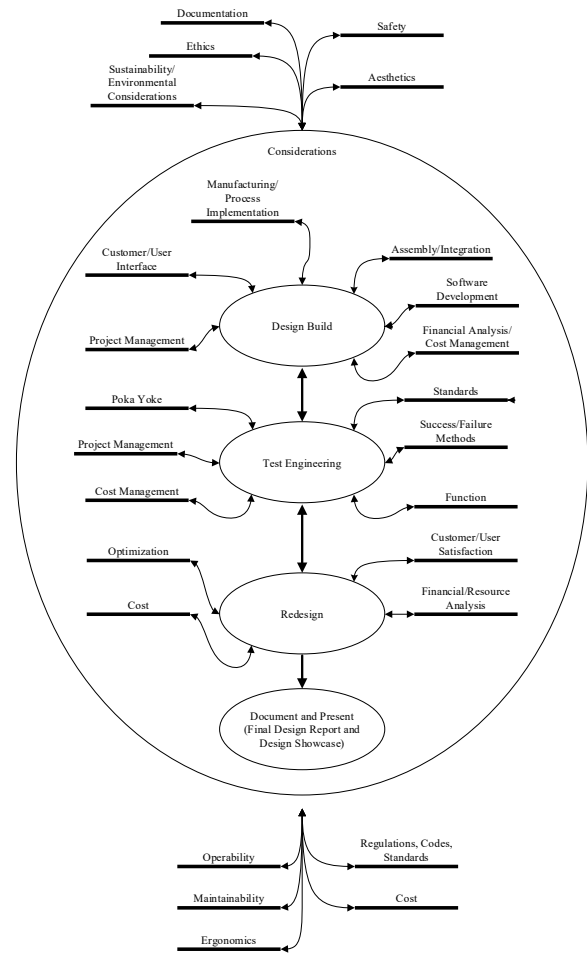 Documentation
Safety
Ethics
Sustainability/
Environmental
Considerations
Aesthetics
Considerations
Manufacturing/
Process
Implementation
Customer/User
Interface
Assembly/Integration
Software
Development
Design Build
Project Management
Financial Analysis/
Cost Management
Poka Yoke
Standards
Project Management
Success/Failure
Methods
Test Engineering
Cost Management
Function
Optimization
Customer/User
Satisfaction
Cost
Redesign
Financial/Resource
Analysis
Document and Present
(Final Design Report and
Design Showcase)
Operability
Regulations, Codes,
Standards
Maintainability
Cost
Ergonomics